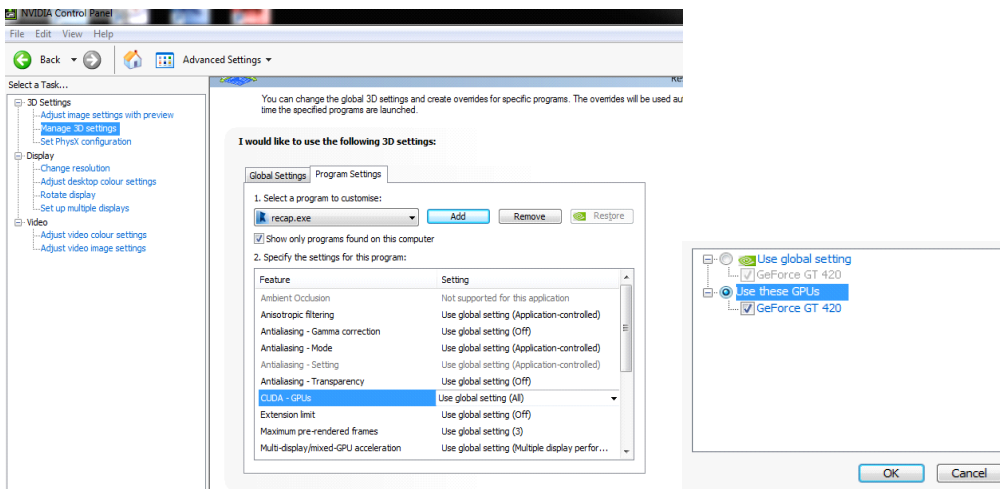 NVIDIA Control Panel
File Edit View Help
Back Advanced Settings
Select a Task...
3D Settings
Adjust image settings with preview
Manage 3D settings
Set PhysX configuration
Display
Change resolution
Adjust desktop colour settings
Rotate display
Set up multiple displays
Video
Adjust video colour settings
Adjust video image settings
You can change the global 3D settings and create overrides for specific programs. The overrides will be used
time the specified programs are launched.
I would like to use the following 3D settings:
Global Settings Program Settings
1. Select a program to customise:
recap.exe Add Remove Restore
Show only programs found on this computer
2. Specify the settings for this program:
Feature Setting
Ambient Occlusion Not supported for this application
Anisotropic filtering Use global setting (Application-controlled)
Antialiasing - Gamma correction Use global setting (Off)
Antialiasing - Mode Use global setting (Application-controlled)
Antialiasing - Setting Use global setting (Application-controlled)
Antialiasing - Transparency Use global setting (Off)
CUDA - GPUs Use global setting (All)
Extension limit Use global setting (Off)
Maximum pre-rendered frames Use global setting (3)
Multi-display/mixed-GPU acceleration Use global setting (Multiple display perfor...
Use global setting
GeForce GT 420
Use these GPUs
GeForce GT 420
OK Cancel